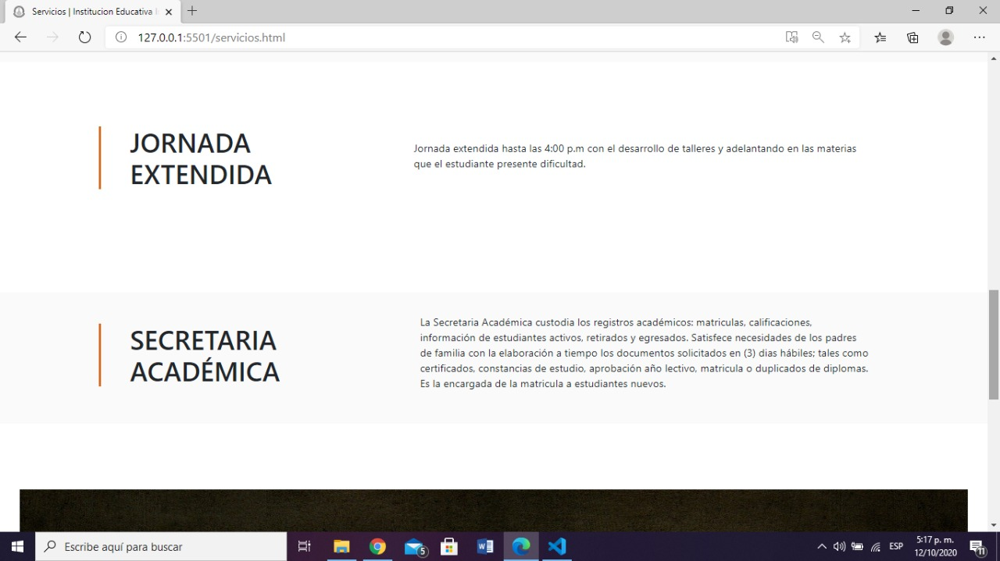 Servicios | Institucion Educativa
127.0.0.1:5501/servicios.html
JORNADA
EXTENDIDA
Jornada extendida hasta las 4:00 p.m con el desarrollo de talleres y adelantando en las materias
que el estudiante presente dificultad.
SECRETARIA
ACADÉMICA
La Secretaria Académica custodia los registros académicos: matriculas, calificaciones,
información de estudiantes activos, retirados y egresados. Satisfece necesidades de los padres
de familia con la elaboración a tiempo los documentos solicitados en (3) dias hábiles; tales como
certificados, constancias de estudio, aprobación año lectivo, matricula o duplicados de diplomas.
Es la encargada de la matricula a estudiantes nuevos.
Escribe aquí para buscar
5
ESP
5:17 p. m.
12/10/2020
11